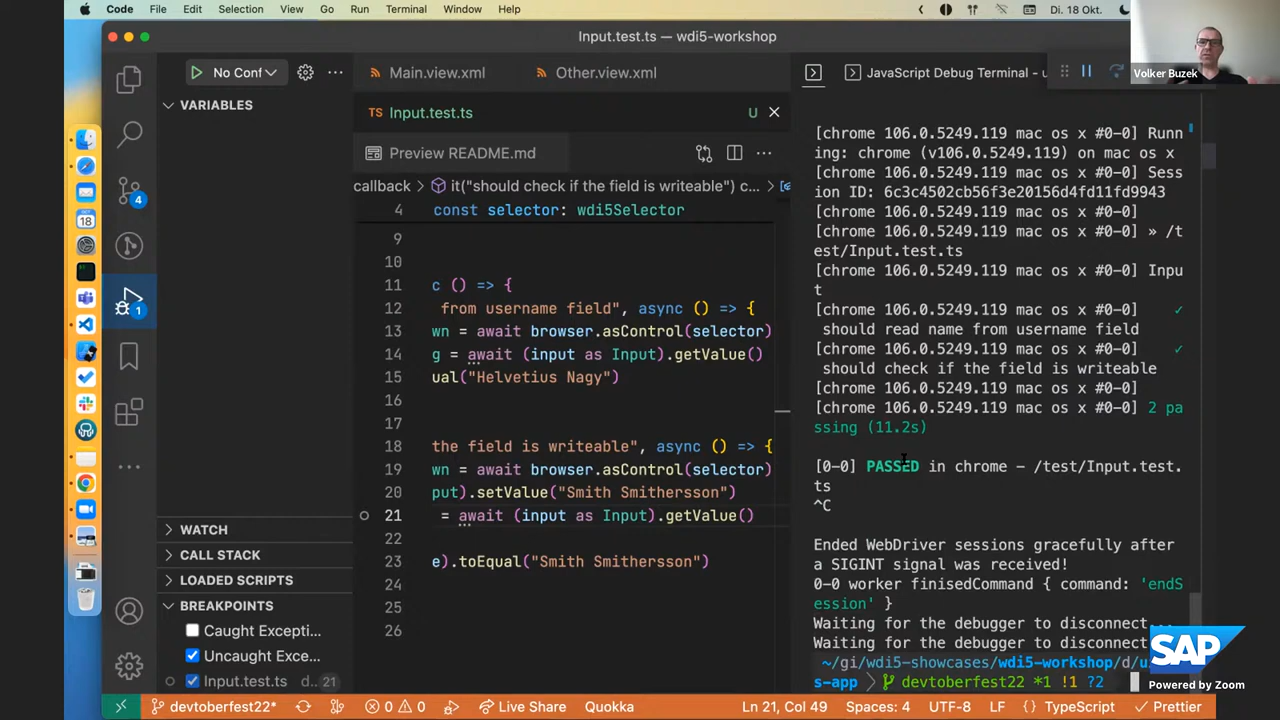 Code File Edit Selection View Go Run Terminal Window Help Di. 18 Okt.
Input.test.ts — wdi5-workshop
Volker Buzek
No Conf
Main.view.xml Other.view.xml
JavaScript Debug Terminal - u
VARIABLES
TS Input.test.ts U
Preview README.md
callback it("should check if the field is writeable") c...
4 const selector: wdi5Selector
9
10
11 c () => {
12 from username field", async () => {
13 wn = await browser.asControl(selector)
14 g = await (input as Input).getValue()
15 ual("Helvetius Nagy")
16
17
18 the field is writeable", async () => {
19 wn = await browser.asControl(selector)
20 put).setValue("Smith Smithersson")
21 = await (input as Input).getValue()
22
23 e).toEqual("Smith Smithersson")
24
25
26
4
18
1
WATCH
CALL STACK
LOADED SCRIPTS
BREAKPOINTS
Caught Excepti...
Uncaught Exce...
Input.test.ts d... 21
[chrome 106.0.5249.119 mac os x #0-0] Runn
ing: chrome (v106.0.5249.119) on mac os x
[chrome 106.0.5249.119 mac os x #0-0] Sess
ion ID: 6c3c4502cb56f3e20156d4fd11fd9943
[chrome 106.0.5249.119 mac os x #0-0]
[chrome 106.0.5249.119 mac os x #0-0] » /t
est/Input.test.ts
[chrome 106.0.5249.119 mac os x #0-0] Inpu
t
[chrome 106.0.5249.119 mac os x #0-0] ✓
should read name from username field
[chrome 106.0.5249.119 mac os x #0-0] ✓
should check if the field is writeable
[chrome 106.0.5249.119 mac os x #0-0]
[chrome 106.0.5249.119 mac os x #0-0] 2 pa
ssing (11.2s)
[0-0] PASSED in chrome - /test/Input.test.
ts
^C
Ended WebDriver sessions gracefully after
a SIGINT signal was received!
0-0 worker finisedCommand { command: 'endS
ession' }
Waiting for the debugger to disconnect...
Waiting for the debugger to disconnect
~/gi/wdi5-showcases/wdi5-workshop/d/u
s-app devtoberfest22 *1 !1 ?2
SAP
Powered by Zoom
devtoberfest22* 0 0 Live Share Quokka Ln 21, Col 49 Spaces: 4 UTF-8 LF TypeScript Prettier